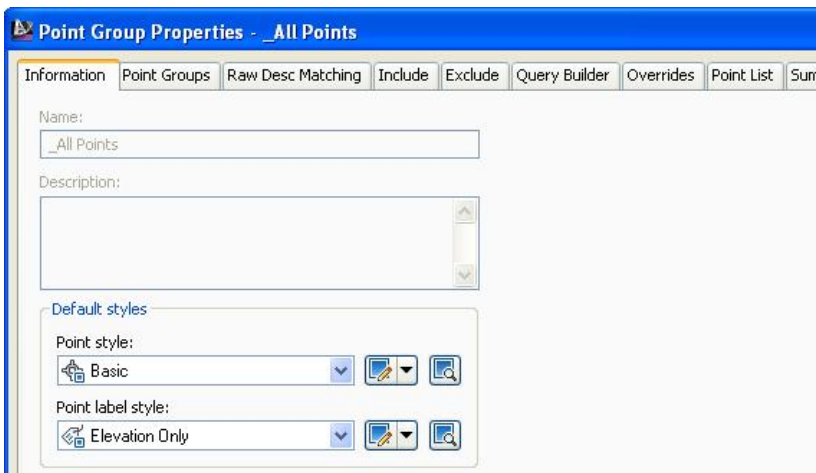 Point Group Properties - _All Points
Information Point Groups Raw Desc Matching Include Exclude Query Builder Overrides Point List
Name:
_All Points
Description:
Default styles
Point style:
Basic
Point label style:
Elevation Only